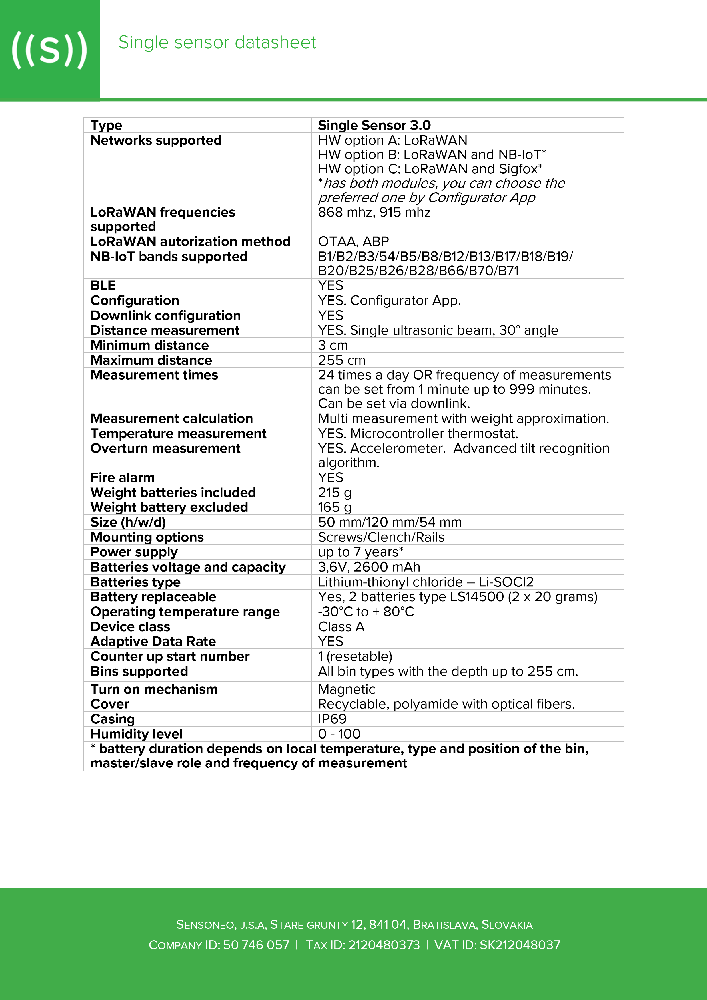 ((s))
Single sensor datasheet
Type Single Sensor 3.0
Networks supported HW option A: LoRaWAN
HW option B: LoRaWAN and NB-IoT*
HW option C: LoRaWAN and Sigfox*
*has both modules, you can choose the
preferred one by Configurator App
LoRaWAN frequencies 868 mhz, 915 mhz
supported
LoRaWAN autorization method OTAA, ABP
NB-IoT bands supported B1/B2/B3/54/B5/B8/B12/B13/B17/B18/B19/
B20/B25/B26/B28/B66/B70/B71
BLE YES
Configuration YES. Configurator App.
Downlink configuration YES
Distance measurement YES. Single ultrasonic beam, 30° angle
Minimum distance 3 cm
Maximum distance 255 cm
Measurement times 24 times a day OR frequency of measurements
can be set from 1 minute up to 999 minutes.
Can be set via downlink.
Measurement calculation Multi measurement with weight approximation.
Temperature measurement YES. Microcontroller thermostat.
Overturn measurement YES. Accelerometer. Advanced tilt recognition
algorithm.
Fire alarm YES
Weight batteries included 215 g
Weight battery excluded 165 g
Size (h/w/d) 50 mm/120 mm/54 mm
Mounting options Screws/Clench/Rails
Power supply up to 7 years*
Batteries voltage and capacity 3,6V, 2600 mAh
Batteries type Lithium-thionyl chloride – Li-SOCl2
Battery replaceable Yes, 2 batteries type LS14500 (2 x 20 grams)
Operating temperature range -30°C to + 80°C
Device class Class A
Adaptive Data Rate YES
Counter up start number 1 (resetable)
Bins supported All bin types with the depth up to 255 cm.
Turn on mechanism Magnetic
Cover Recyclable, polyamide with optical fibers.
Casing IP69
Humidity level 0 - 100
* battery duration depends on local temperature, type and position of the bin,
master/slave role and frequency of measurement
SENSONEO, J.S.A, STARE GRUNTY 12, 841 04, BRATISLAVA, SLOVAKIA
COMPANY ID: 50 746 057 | TAX ID: 2120480373 | VAT ID: SK212048037